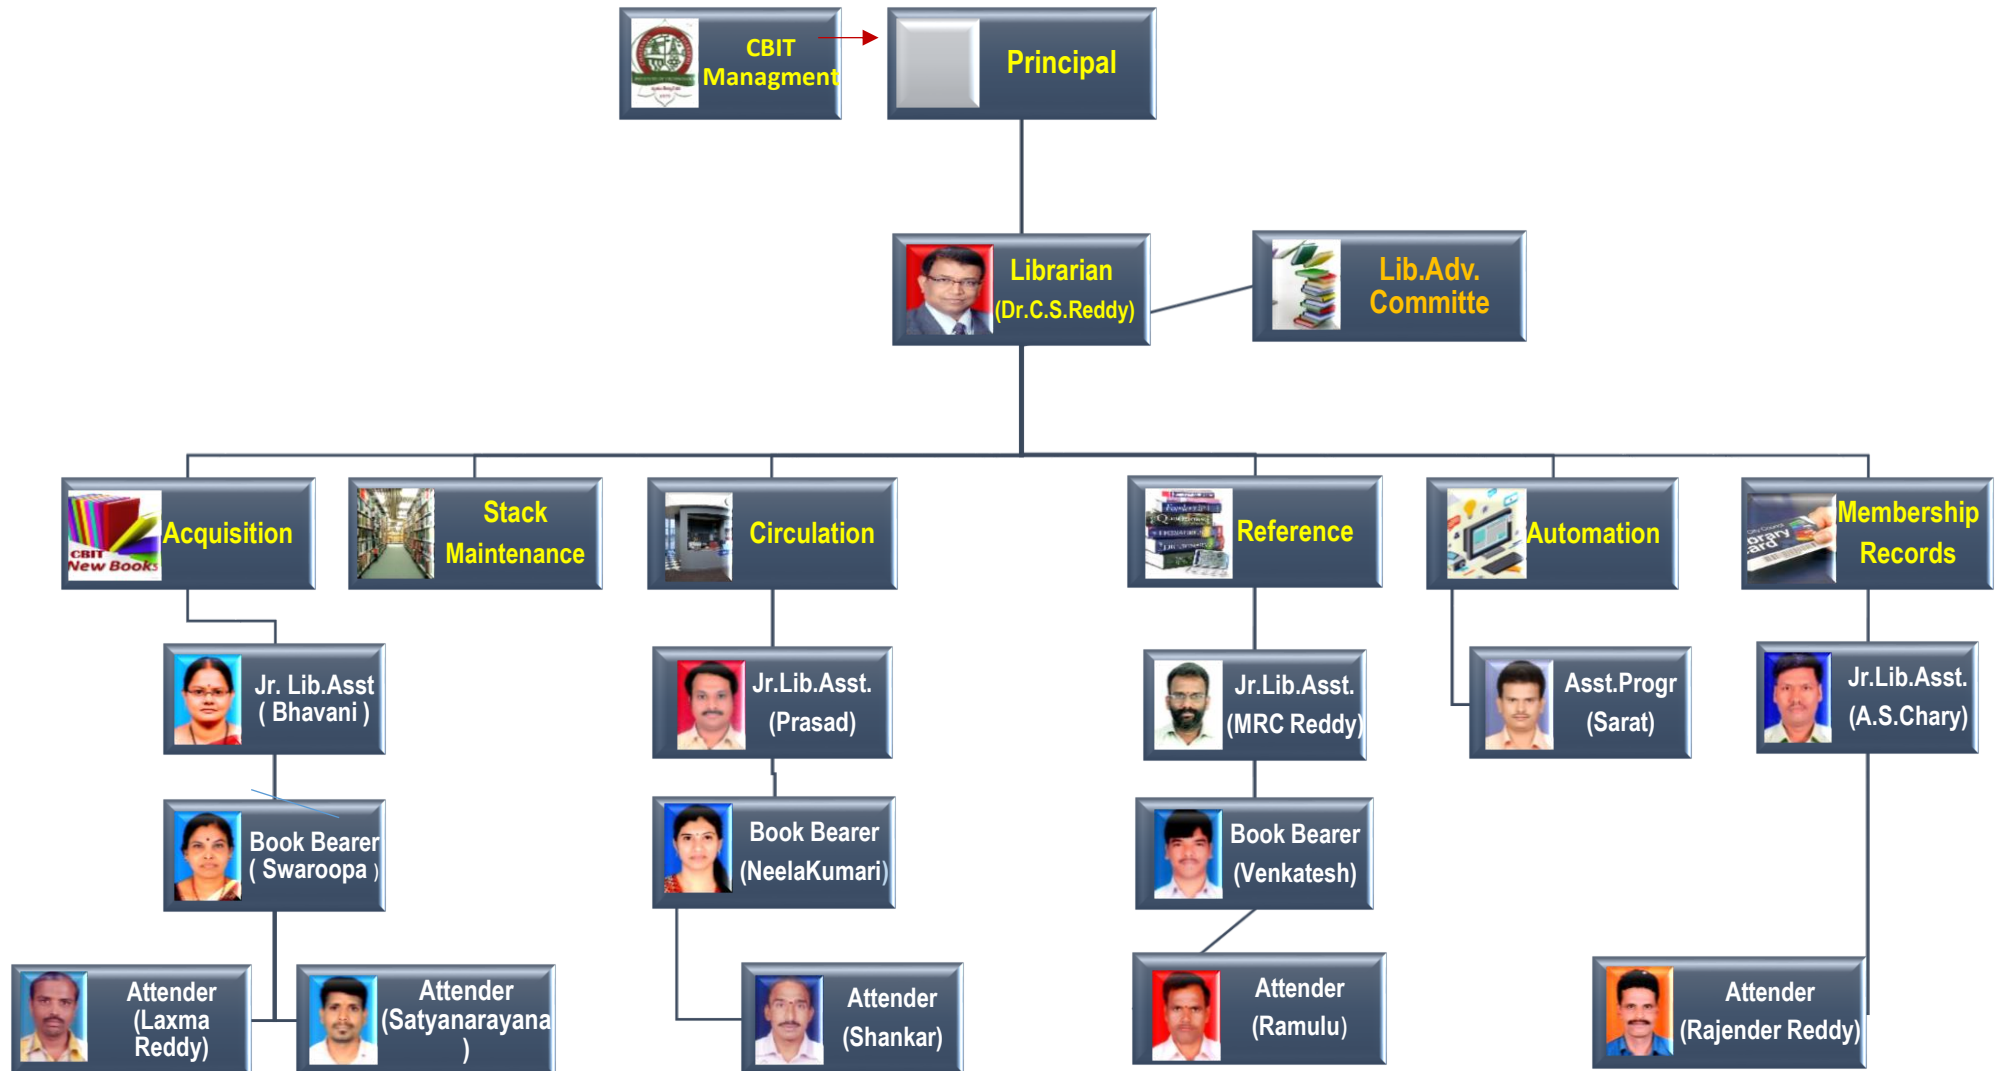 CBIT
Managment
Principal
Librarian
(Dr.C.S.Reddy)
Lib.Adv.
Committe
Acquisition
CBIT
New Books
Stack
Maintenance
Circulation
Reference
Automation
Membership
Records
City Council
Card
Jr. Lib.Asst
( Bhavani )
Jr.Lib.Asst.
(Prasad)
Jr.Lib.Asst.
(MRC Reddy)
Asst.Progr
(Sarat)
Jr.Lib.Asst.
(A.S.Chary)
Book Bearer
( Swaroopa )
Book Bearer
(NeelaKumari)
Book Bearer
(Venkatesh)
Attender
(Laxma
Reddy)
Attender
(Satyanarayana
)
Attender
(Shankar)
Attender
(Ramulu)
Attender
(Rajender Reddy)